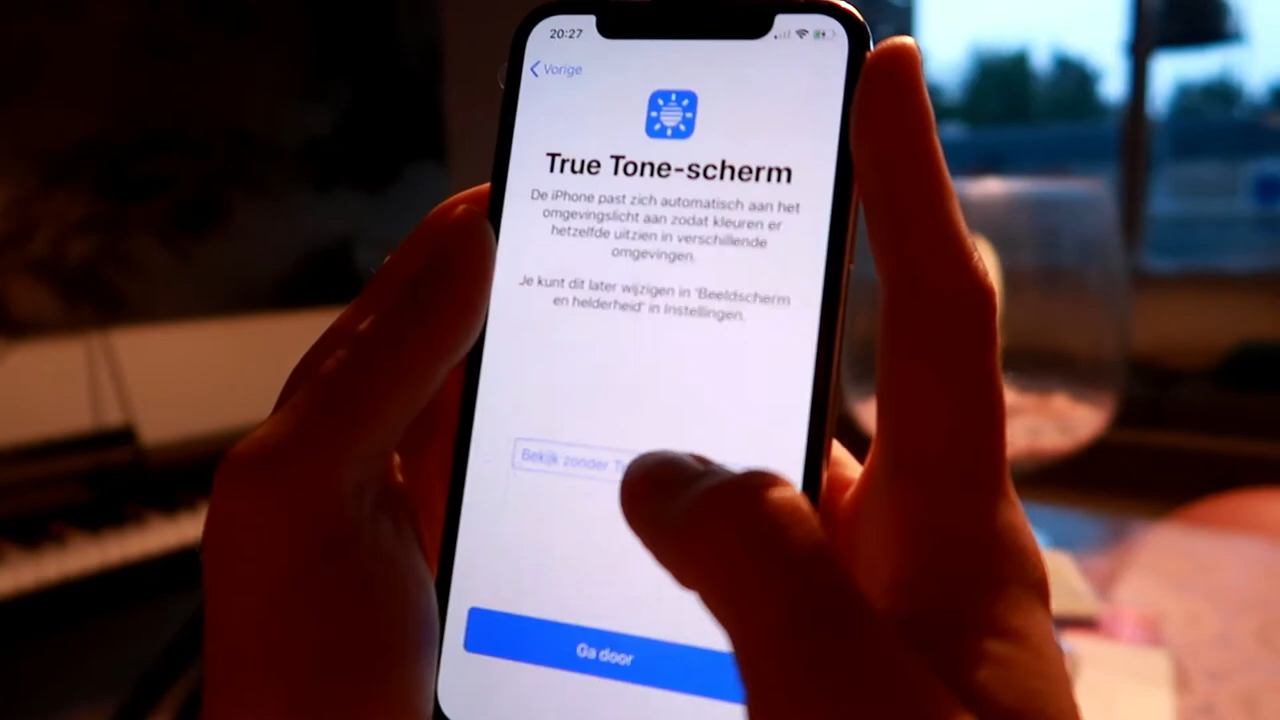 20:27
Vorige
True Tone-scherm
De iPhone past zich automatisch aan het
omgevingslicht aan zodat kleuren er
hetzelfde uitzien in verschillende
omgevingen.
Je kunt dit later wijzigen in 'Beeldscherm
en helderheid' in Instellingen.
Bekijk zonder
Ga door